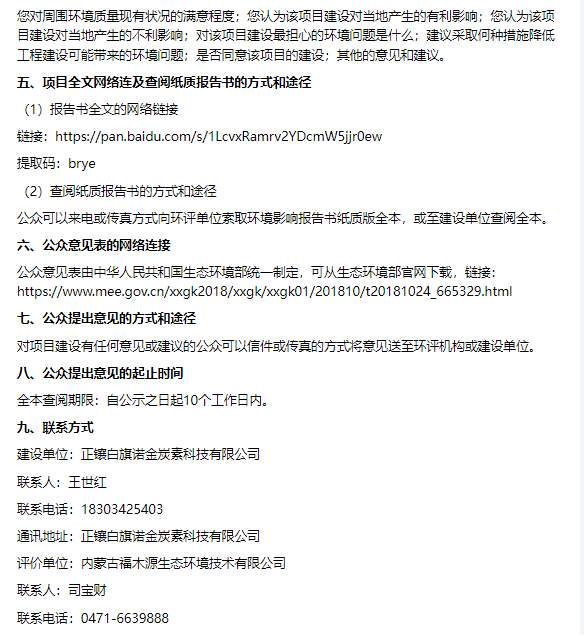 您对周围环境质量现有状况的满意程度；您认为该项目建设对当地产生的有利影响；您认为该项
目建设对当地产生的不利影响；对该项目建设最担心的环境问题是什么；建议采取何种措施降低
工程建设可能带来的环境问题；是否同意该项目的建设；其他的意见和建议。
五、项目全文网络连及查阅纸质报告书的方式和途径
（1）报告书全文的网络链接
链接：https://pan.baidu.com/s/1LcvxRamrv2YDcmW5jjr0ew
提取码：brye
（2）查阅纸质报告书的方式和途径
公众可以来电或传真方式向环评单位索取环境影响报告书纸质版全本，或至建设单位查阅全本。
六、公众意见表的网络连接
公众意见表由中华人民共和国生态环境部统一制定，可从生态环境部官网下载，链接：
https://www.mee.gov.cn/xxgk2018/xxgk/xxgk01/201810/t20181024_665329.html
七、公众提出意见的方式和途径
对项目建设有任何意见或建议的公众可以信件或传真的方式将意见送至环评机构或建设单位。
八、公众提出意见的起止时间
全本查阅期限：自公示之日起10个工作日内。
九、联系方式
建设单位：正镶白旗诺金炭素科技有限公司
联系人：王世红
联系电话：18303425403
通讯地址：正镶白旗诺金炭素科技有限公司
评价单位：内蒙古福木源生态环境技术有限公司
联系人：司宝财
联系电话：0471-6639888